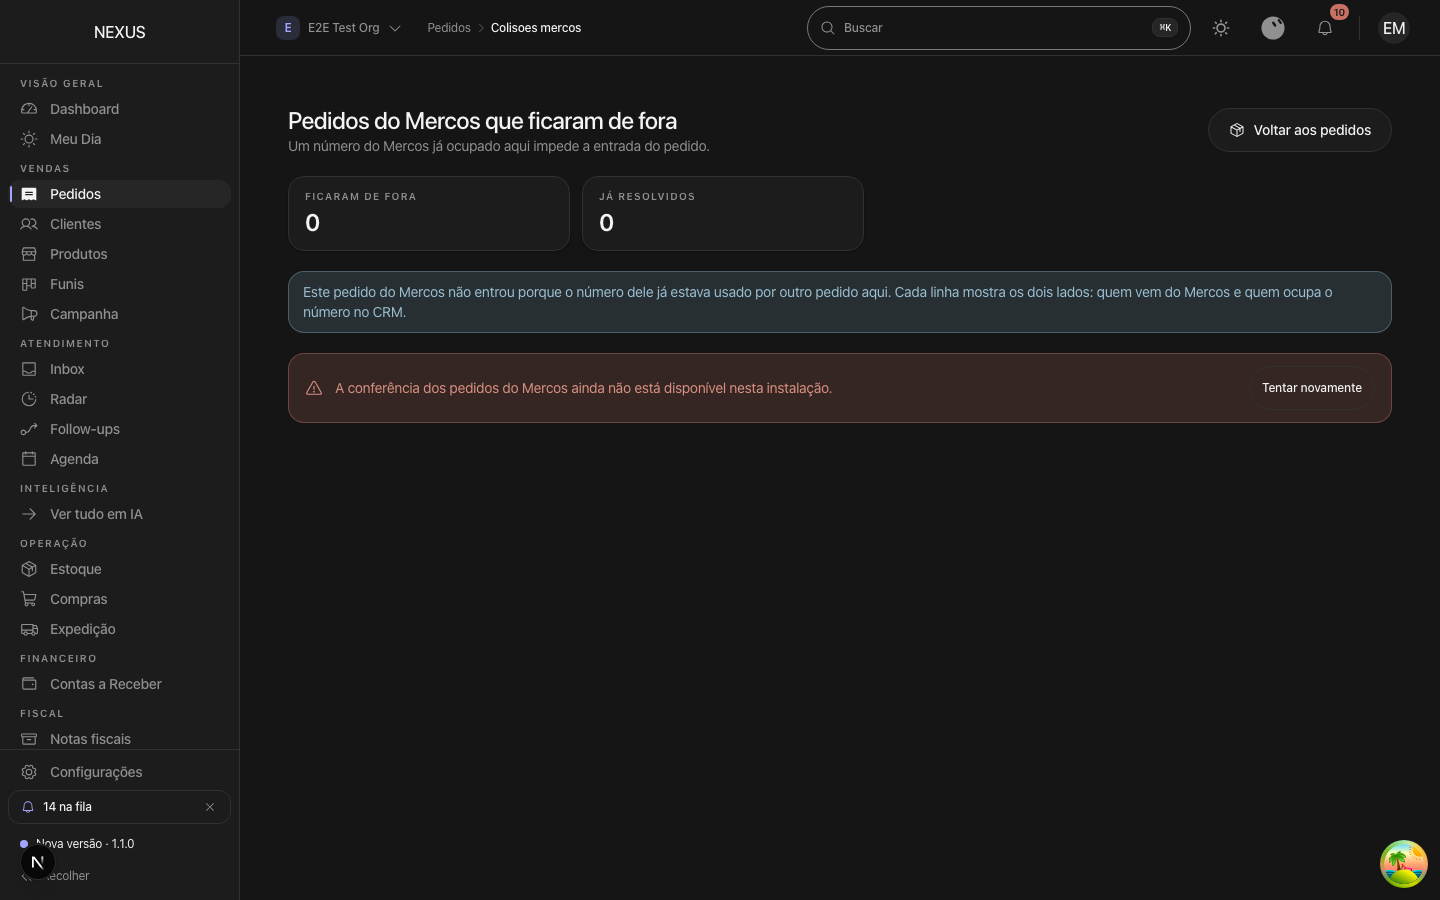 NEXUS
E
E2E Test Org
Pedidos
Colisoes mercos
Buscar
⌘K
10
EM
VISÃO GERAL
Dashboard
Meu Dia
VENDAS
Pedidos
Clientes
Produtos
Funis
Campanha
ATENDIMENTO
Inbox
Radar
Follow-ups
Agenda
INTELIGÊNCIA
Ver tudo em IA
OPERAÇÃO
Estoque
Compras
Expedição
FINANCEIRO
Contas a Receber
FISCAL
Notas fiscais
Configurações
14 na fila
Nova versão · 1.1.0
N
Recolher
Pedidos do Mercos que ficaram de fora
Um número do Mercos já ocupado aqui impede a entrada do pedido.
Voltar aos pedidos
FICARAM DE FORA
0
JÁ RESOLVIDOS
0
Este pedido do Mercos não entrou porque o número dele já estava usado por outro pedido aqui. Cada linha mostra os dois lados: quem vem do Mercos e quem ocupa o
número no CRM.
A conferência dos pedidos do Mercos ainda não está disponível nesta instalação.
Tentar novamente